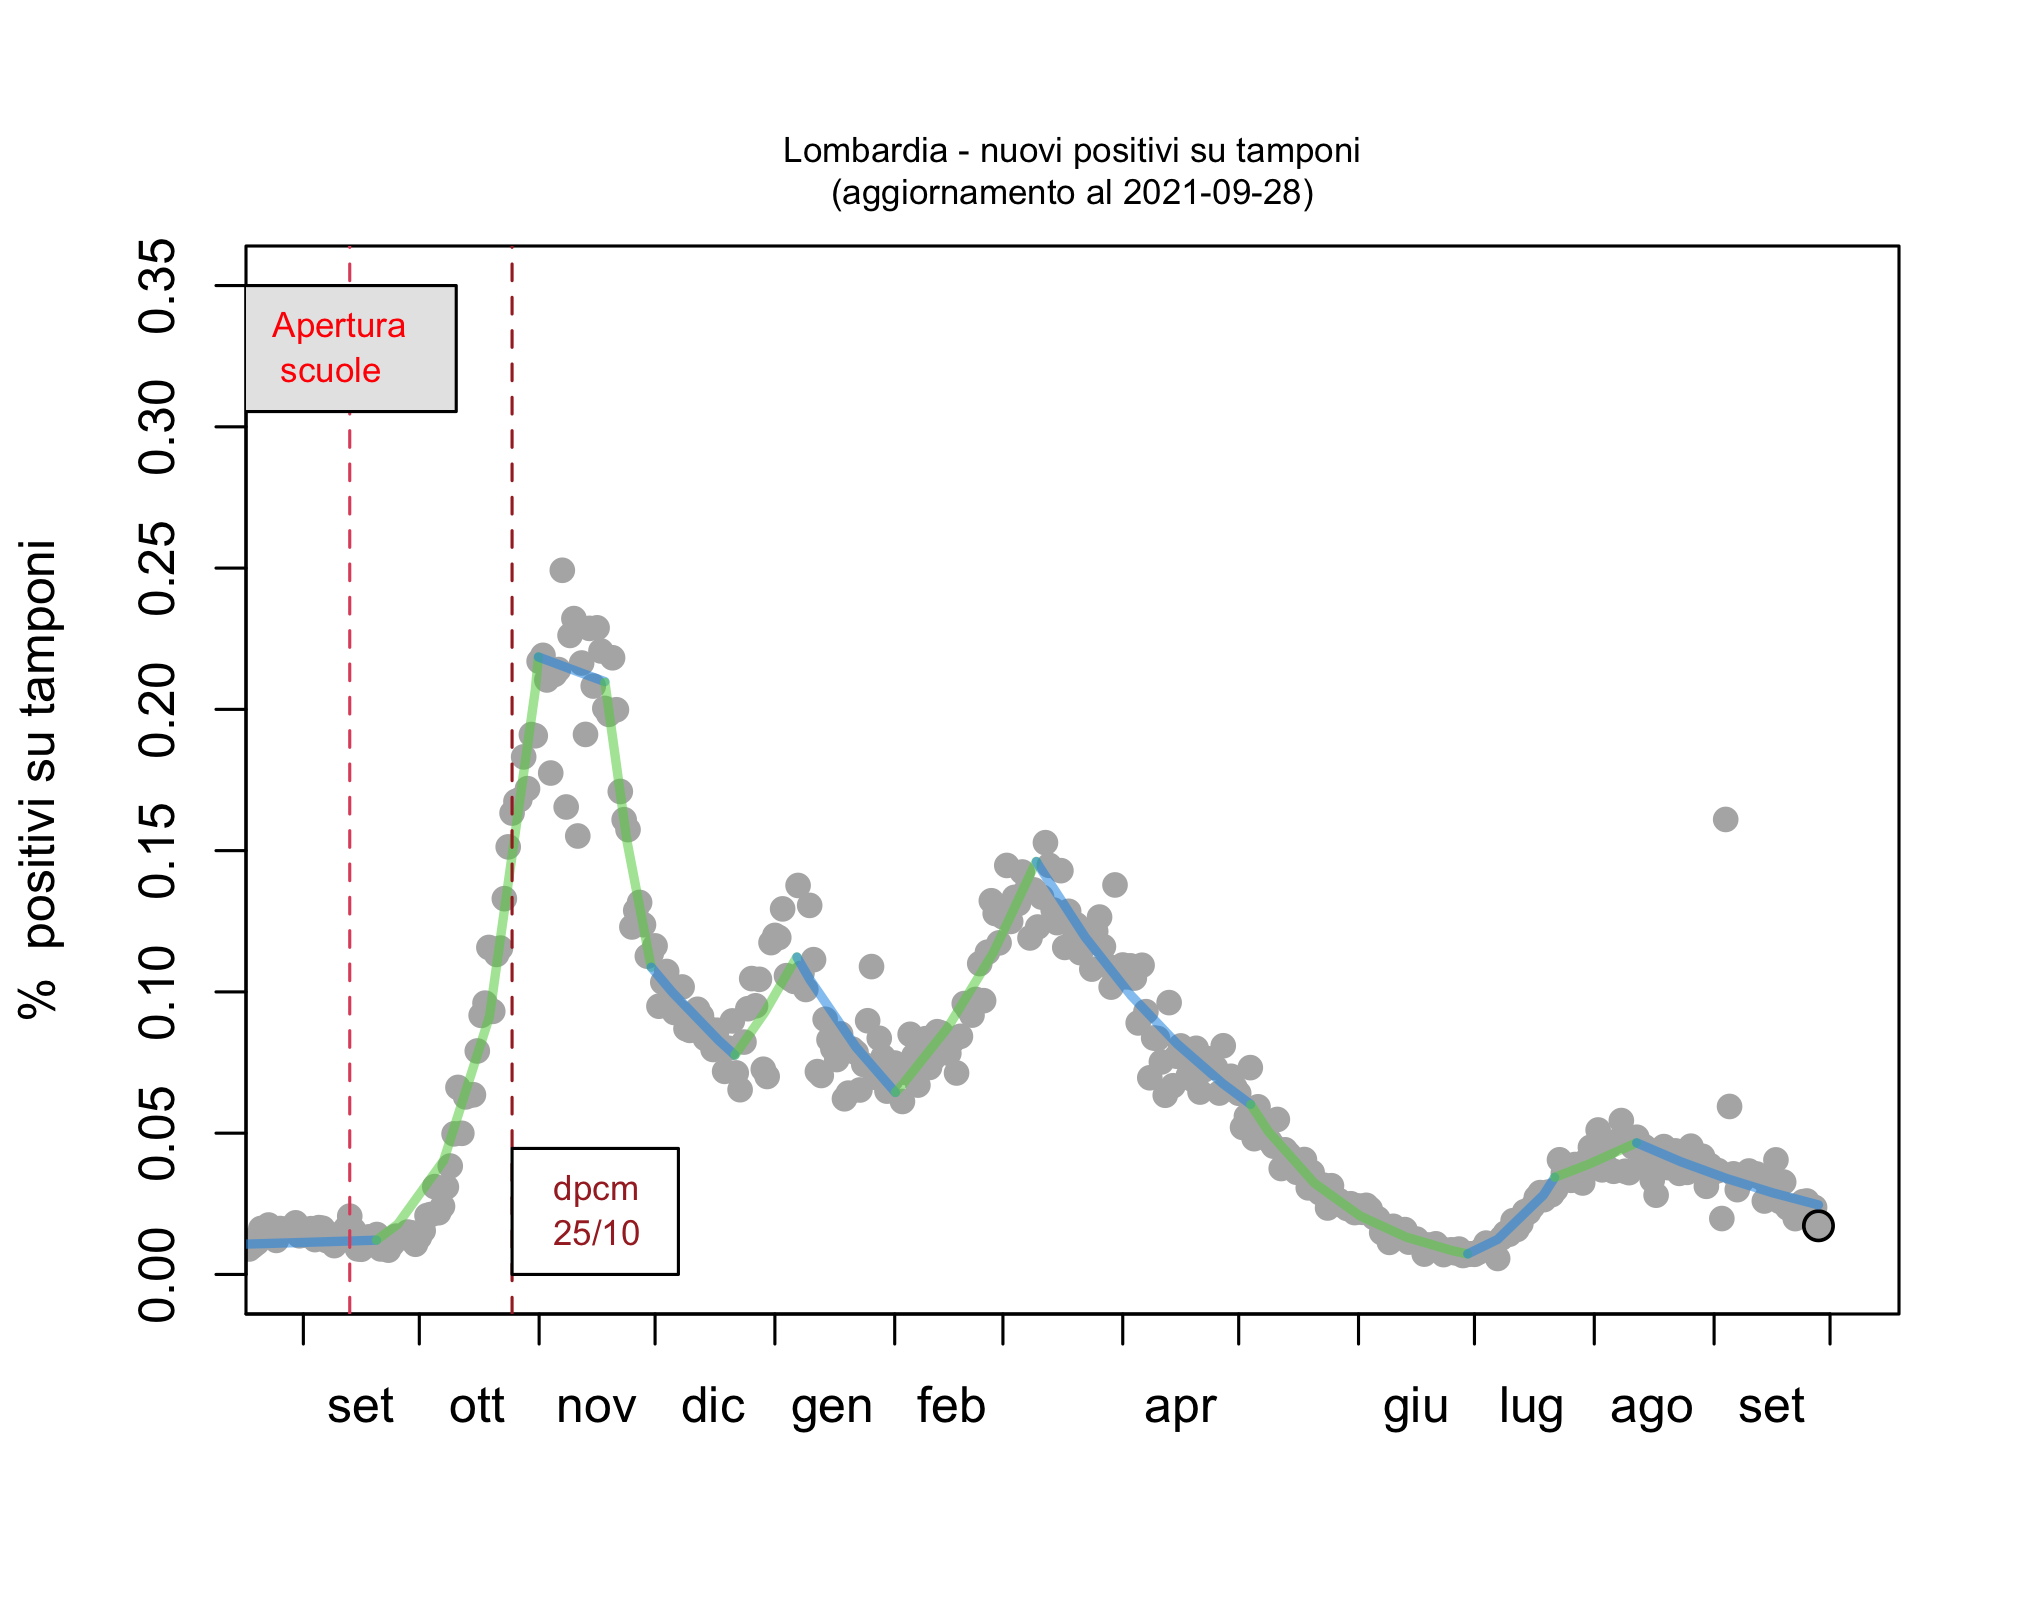 Lombardia - nuovi positivi su tamponi
(aggiornamento al 2021-09-28)
% positivi su tamponi
0.35
0.30
0.25
0.20
0.15
0.10
0.05
0.00
Apertura
scuole
dpcm
25/10
set ott nov dic gen feb apr giu lug ago set